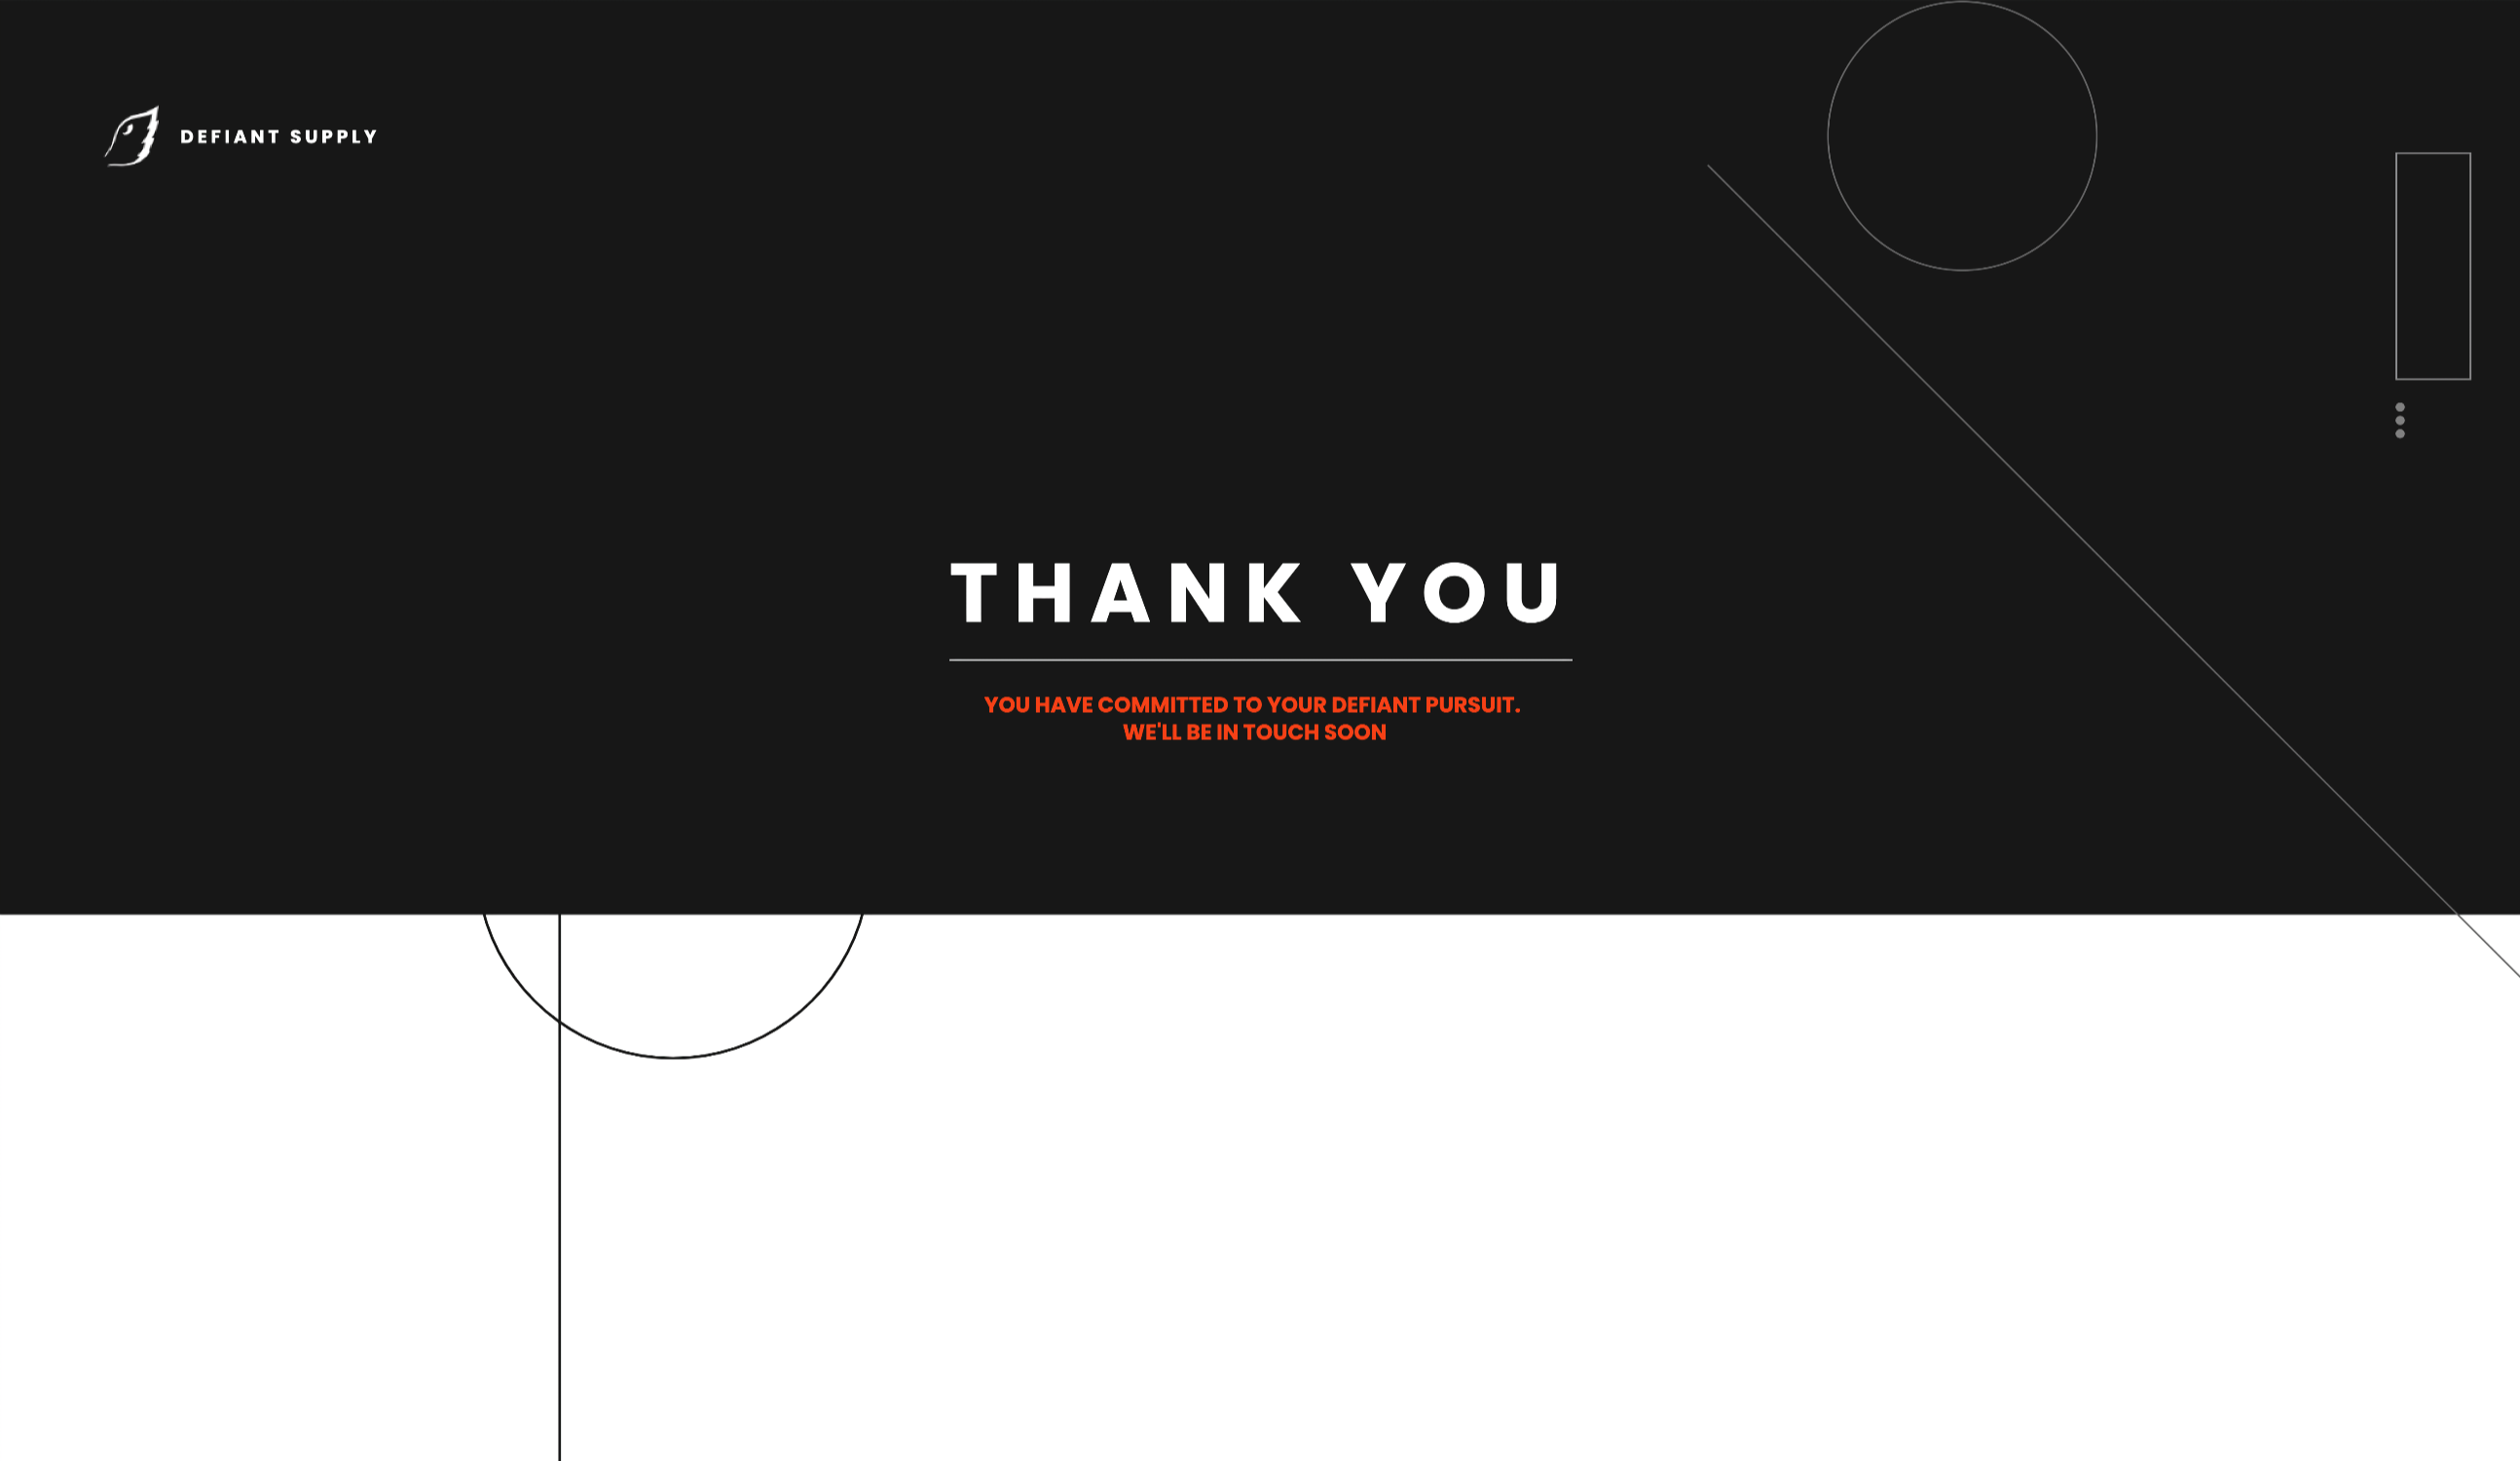 DEFIANT SUPPLY
THANK YOU
YOU HAVE COMMITTED TO YOUR DEFIANT PURSUIT.
WE'LL BE IN TOUCH SOON